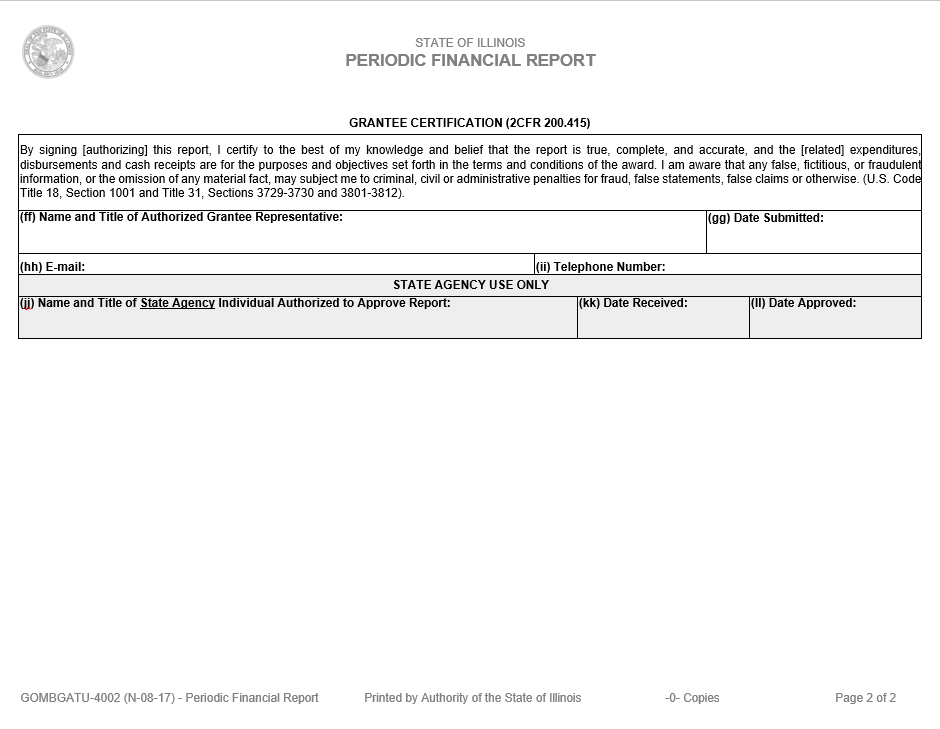 STATE OF ILLINOIS
PERIODIC FINANCIAL REPORT
GRANTEE CERTIFICATION (2CFR 200.415)
By signing [authorizing] this report, I certify to the best of my knowledge and belief that the report is true, complete, and accurate, and the [related] expenditures,
disbursements and cash receipts are for the purposes and objectives set forth in the terms and conditions of the award. I am aware that any false, fictitious, or fraudulent
information, or the omission of any material fact, may subject me to criminal, civil or administrative penalties for fraud, false statements, false claims or otherwise. (U.S. Code
Title 18, Section 1001 and Title 31, Sections 3729-3730 and 3801-3812).
(ff) Name and Title of Authorized Grantee Representative:
(gg) Date Submitted:
(hh) E-mail:
(ii) Telephone Number:
STATE AGENCY USE ONLY
(jj) Name and Title of State Agency Individual Authorized to Approve Report:
(kk) Date Received:
(ll) Date Approved:
GOMBGATU-4002 (N-08-17) - Periodic Financial Report
Printed by Authority of the State of Illinois
-0- Copies
Page 2 of 2